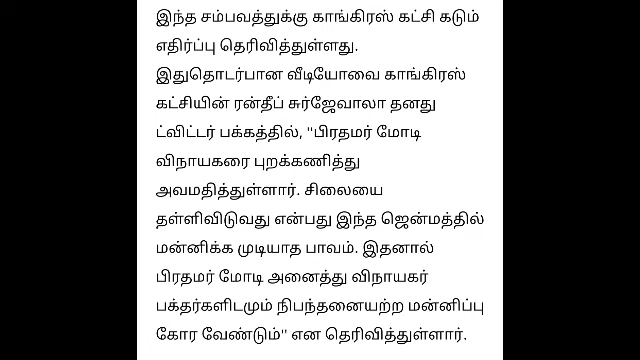 இந்த சம்பவத்துக்கு காங்கிரஸ் கட்சி கடும்
எதிர்ப்பு தெரிவித்துள்ளது.
இதுதொடர்பான வீடியோவை காங்கிரஸ்
கட்சியின் ரன்தீப் சுர்ஜேவாலா தனது
ட்விட்டர் பக்கத்தில், "பிரதமர் மோடி
விநாயகரை புறக்கணித்து
அவமதித்துள்ளார். சிலையை
தள்ளிவிடுவது என்பது இந்த ஜென்மத்தில்
மன்னிக்க முடியாத பாவம். இதனால்
பிரதமர் மோடி அனைத்து விநாயகர்
பக்தர்களிடமும் நிபந்தனையற்ற மன்னிப்பு
கோர வேண்டும்" என தெரிவித்துள்ளார்.